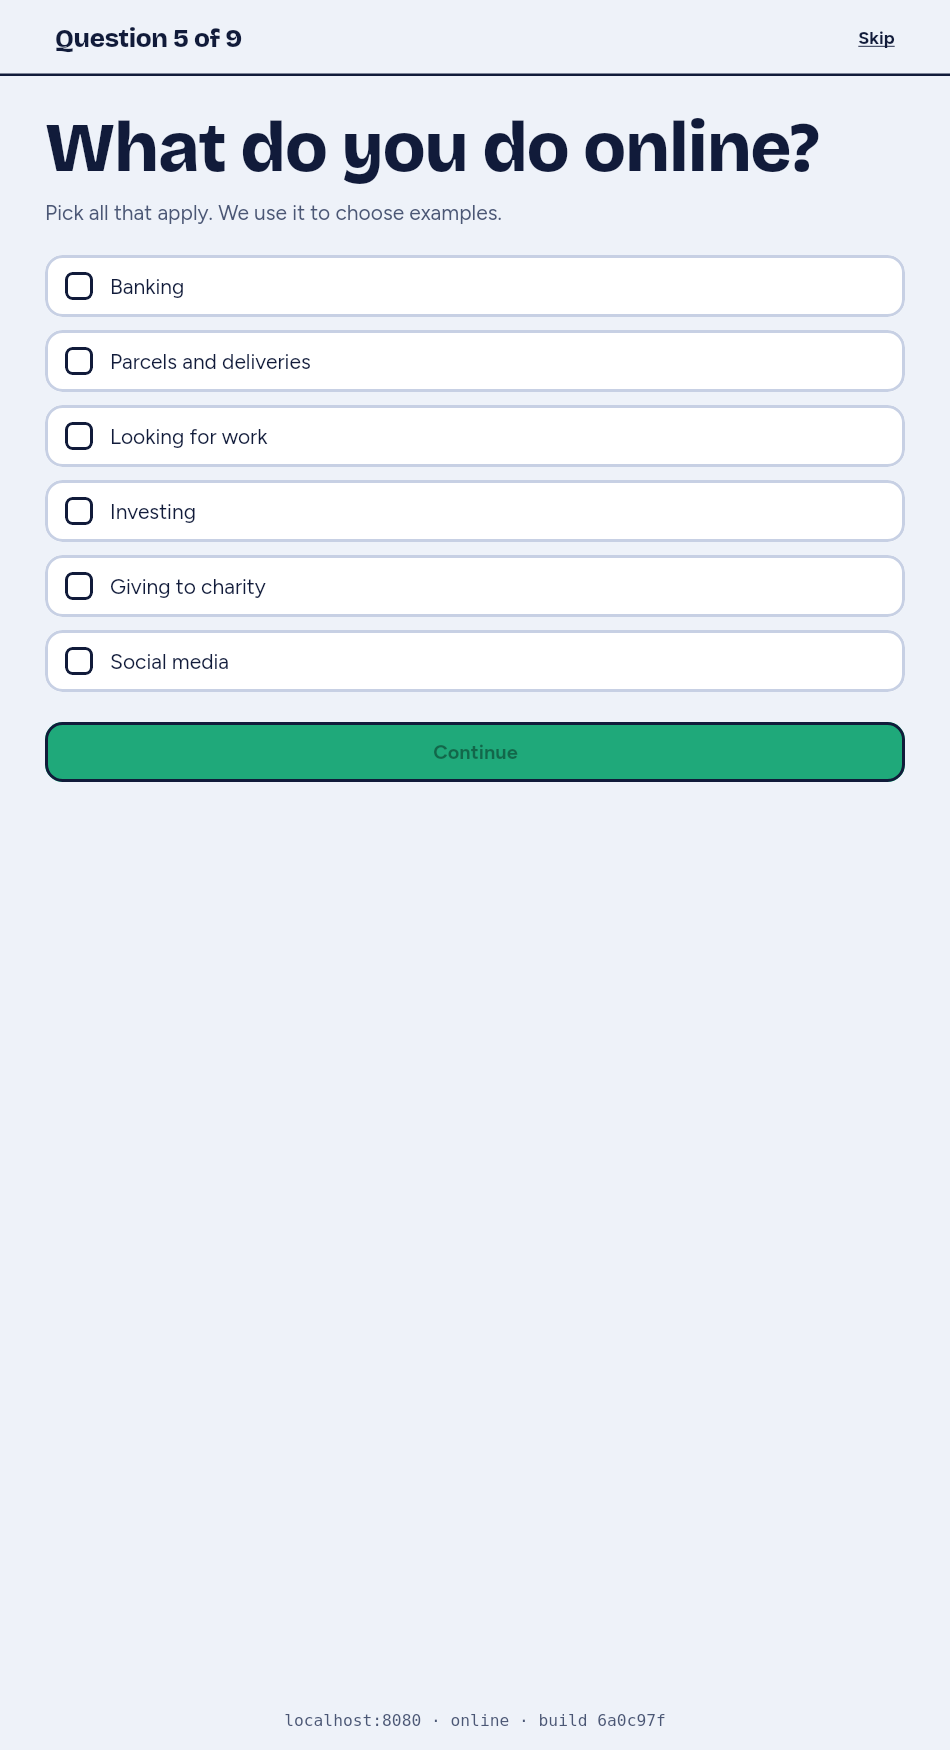 Question 5 of 9
Skip
What do you do online?
Pick all that apply. We use it to choose examples.
Banking
Parcels and deliveries
Looking for work
Investing
Giving to charity
Social media
Continue
localhost:8080 · online · build 6a0c97f